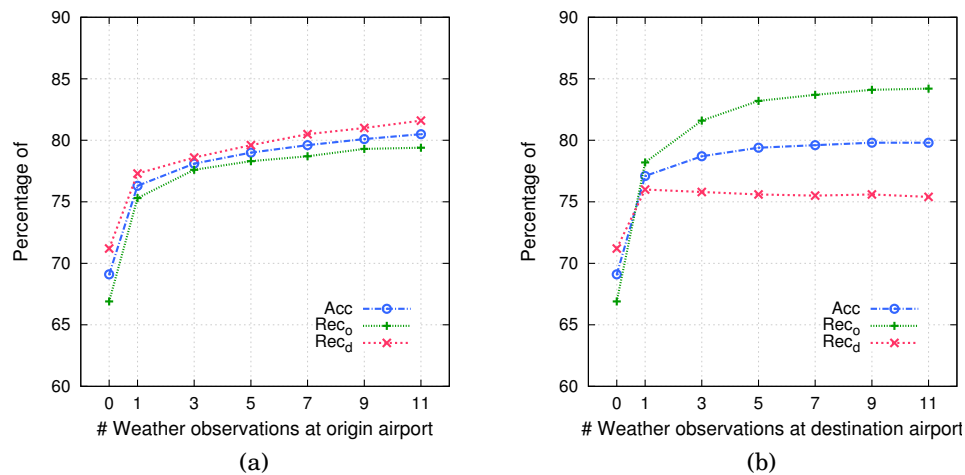 90
85
80
75
70
65
60
Percentage of
Acc
Rec_o
Rec_d
0 1 3 5 7 9 11
# Weather observations at origin airport
(a)
90
85
80
75
70
65
60
Percentage of
Acc
Rec_o
Rec_d
0 1 3 5 7 9 11
# Weather observations at destination airport
(b)